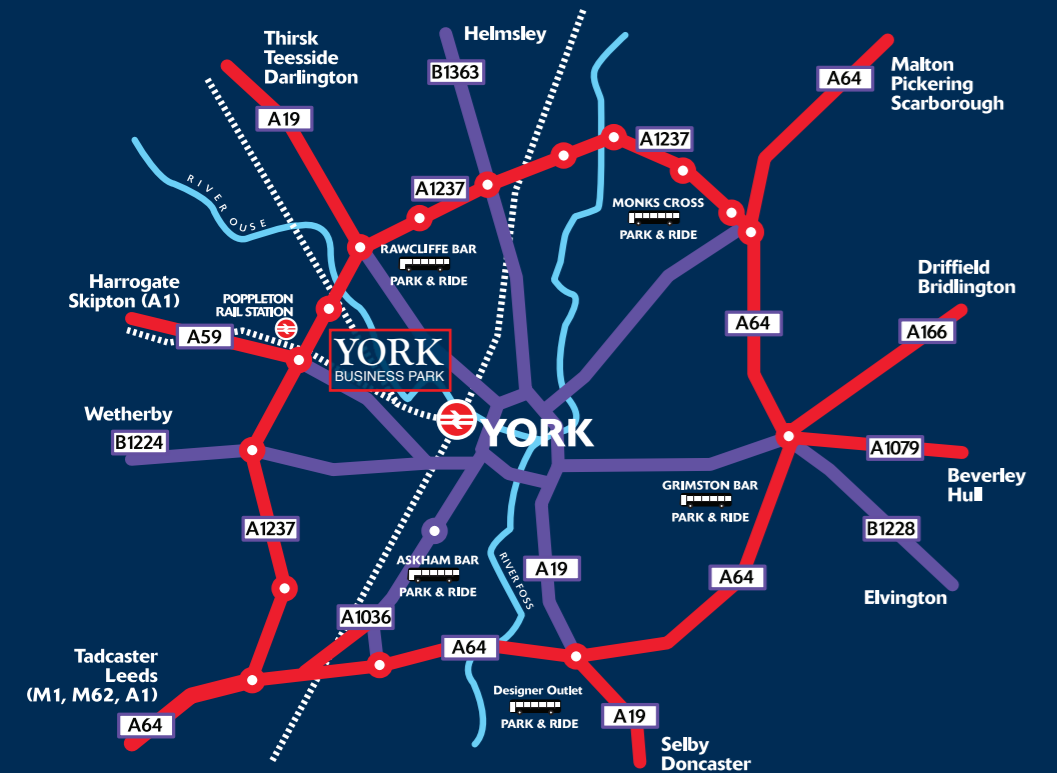 Thirsk
Teesside
Darlington
Helmsley
B1363
A64
Malton
Pickering
Scarborough
A19
A1237
A1237
RIVER OUSE
MONKS CROSS
PARK & RIDE
RAWCLIFFE BAR
PARK & RIDE
Harrogate
Skipton (A1)
POPPLETON
RAIL STATION
Driffield
Bridlington
A59
A64
A166
YORK
BUSINESS PARK
Wetherby
B1224
YORK
A1079
Beverley
Hull
GRIMSTON BAR
PARK & RIDE
A1237
B1228
ASKHAM BAR
PARK & RIDE
RIVER FOSS
A19
A64
Elvington
A1036
A64
Tadcaster
Leeds
(M1, M62, A1)
A64
Designer Outlet
PARK & RIDE
A19
Selby
Doncaster